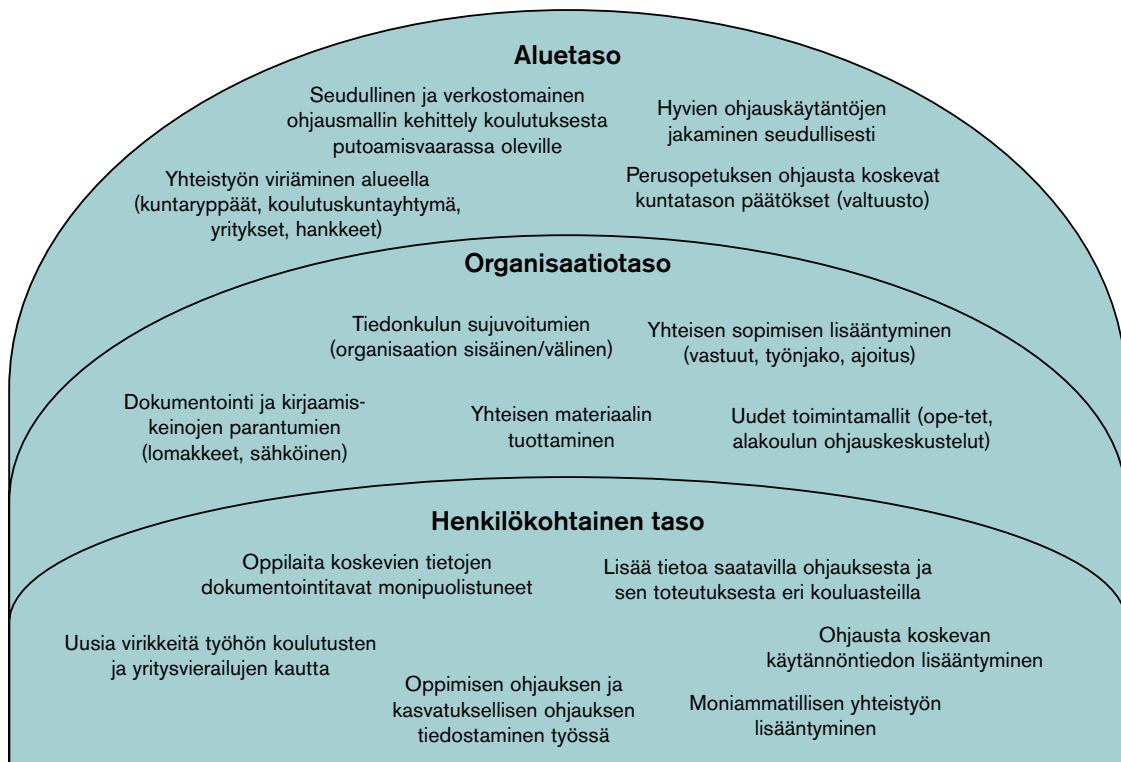 Aluetaso
Seudullinen ja verkostomainen
ohjausmallin kehittely koulutuksesta
putoamisvaarassa oleville
Hyvien ohjauskäytäntöjen
jakaminen seudullisesti
Yhteistyön viriäminen alueella
(kuntaryppäät, koulutuskuntayhtymä,
yritykset, hankkeet)
Perusopetuksen ohjausta koskevat
kuntatason päätökset (valtuusto)
Organisaatiotaso
Tiedonkulun sujuvoitumien
(organisaation sisäinen/välinen)
Yhteisen sopimisen lisääntyminen
(vastuut, työnjako, ajoitus)
Dokumentointi ja kirjaamis-
keinojen parantumien
(lomakkeet, sähköinen)
Yhteisen materiaalin
tuottaminen
Uudet toimintamallit (ope-tet,
alakoulun ohjauskeskustelut)
Henkilökohtainen taso
Oppilaita koskevien tietojen
dokumentointitavat monipuolistuneet
Lisää tietoa saatavilla ohjauksesta ja
sen toteutuksesta eri kouluasteilla
Uusia virikkeitä työhön koulutusten
ja yritysvierailujen kautta
Ohjausta koskevan
käytännöntiedon lisääntyminen
Oppimisen ohjauksen ja
kasvatuksellisen ohjauksen
tiedostaminen työssä
Moniammatillisen yhteistyön
lisääntyminen